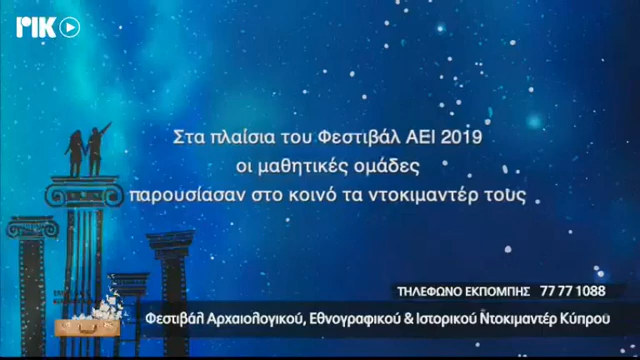 ΡΙΚ
Στα πλαίσια του Φεστιβάλ ΑΕΙ 2019
οι μαθητικές ομάδες
παρουσίασαν στο κοινό τα ντοκιμαντέρ τους
ΤΗΛΕΦΩΝΟ ΕΚΠΟΜΠΗΣ 77 77 1088
Φεστιβάλ Αρχαιολογικού, Εθνογραφικού & Ιστορικού Ντοκιμαντέρ Κύπρου